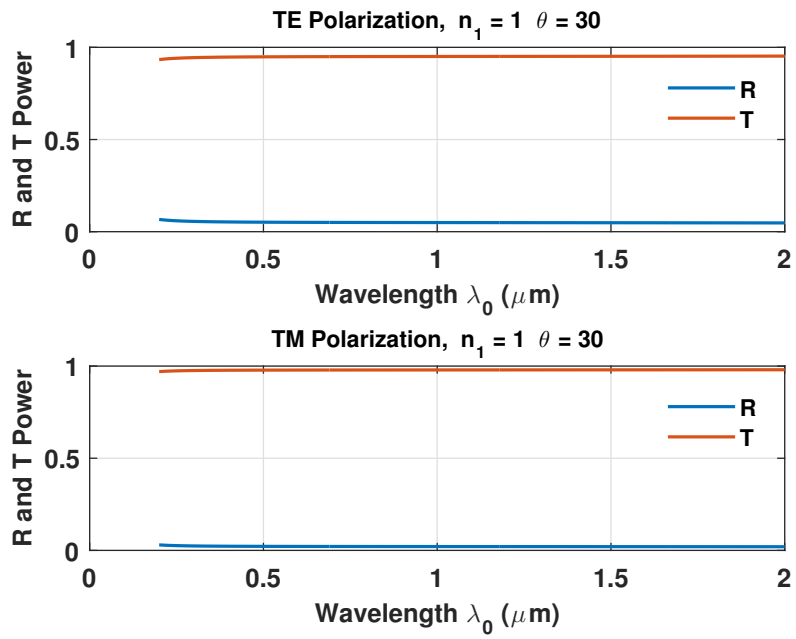 TE Polarization, n₁ = 1 θ = 30
R and T Power
1
0.5
0
R
T
0 0.5 1 1.5 2
Wavelength λ₀ (μm)
TM Polarization, n₁ = 1 θ = 30
R and T Power
1
0.5
0
R
T
0 0.5 1 1.5 2
Wavelength λ₀ (μm)